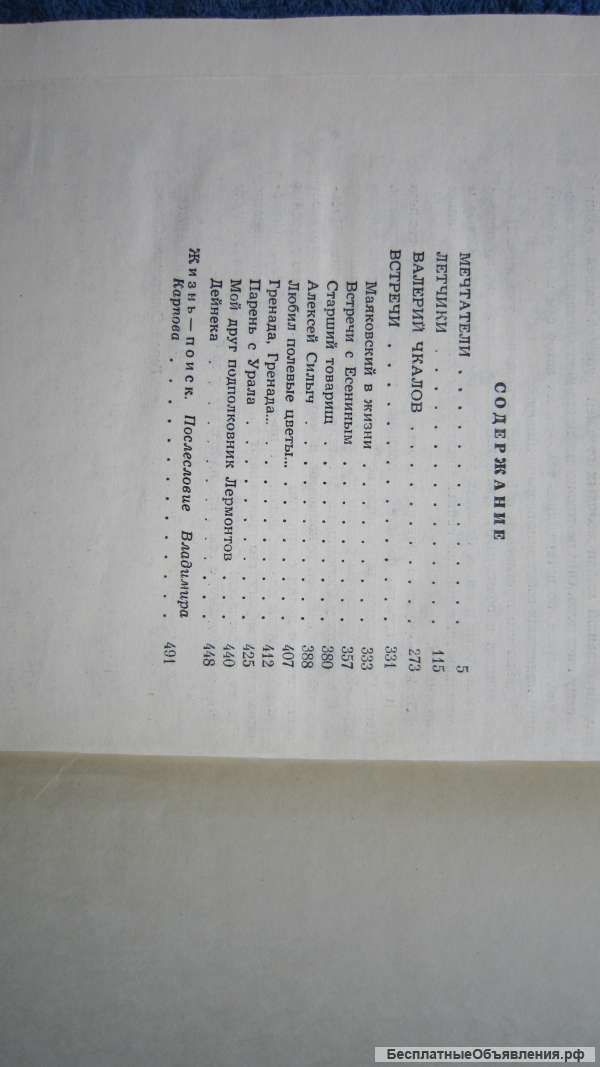 СОДЕРЖАНИЕ
МЕЧТАТЕЛИ . . . . . . . . . . . . 5
ЛЕТЧИКИ . . . . . . . . . . . . . 115
ВАЛЕРИЙ ЧКАЛОВ . . . . . . . . . . 273
ВСТРЕЧИ . . . . . . . . . . . . . 331
Маяковский в жизни . . . . . . . . 333
Встречи с Есениным . . . . . . . . 357
Старший товарищ . . . . . . . . . 380
Алексей Силыч . . . . . . . . . . 388
Любил полевые цветы... . . . . . . 407
Гренада, Гренада... . . . . . . . 412
Парень с Урала . . . . . . . . . . 425
Мой друг подполковник Лермонтов . . . 440
Дейнека . . . . . . . . . . . . . 448
Жизнь — поиск. Послесловие Владимира
Карпова . . . . . . . . . . . . . 491
БесплатныеОбъявления.рф